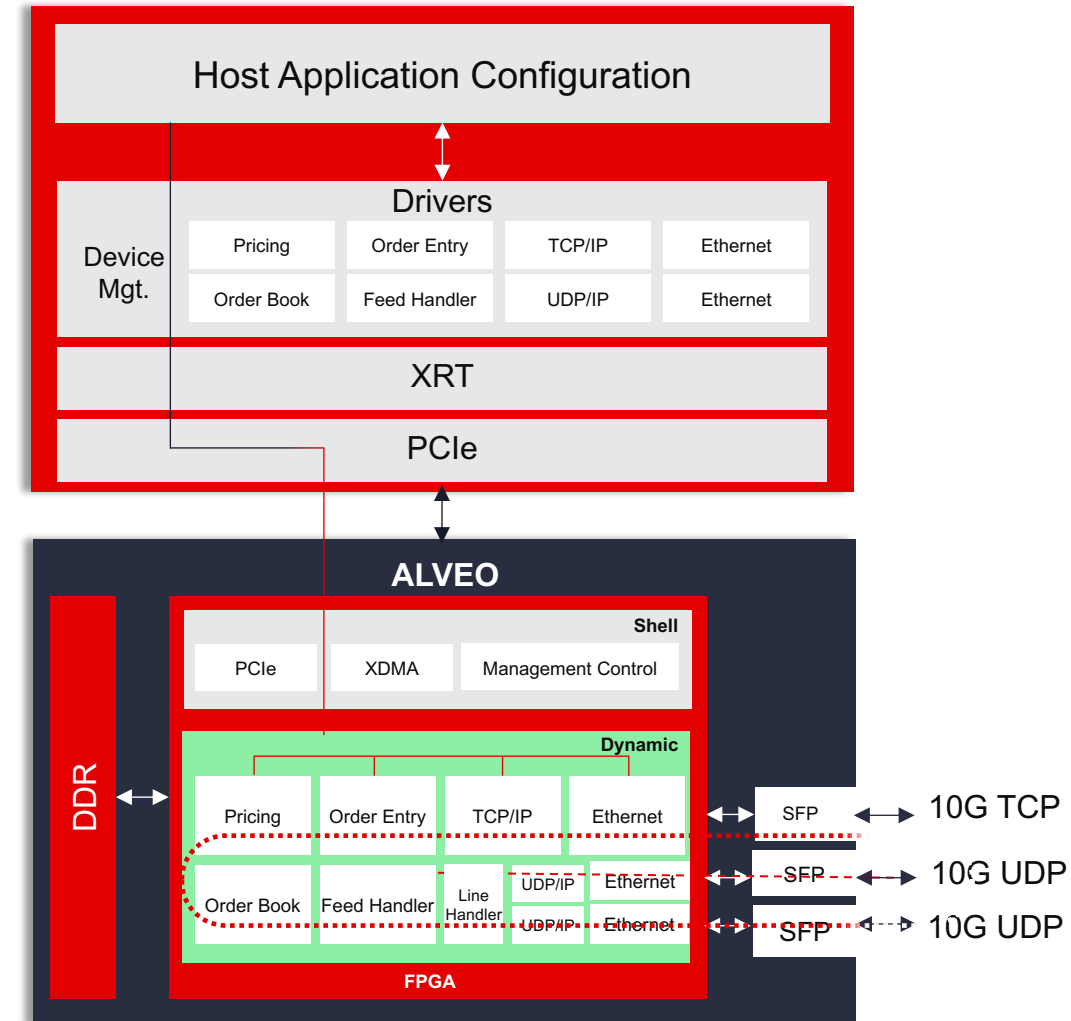 Host Application Configuration
Drivers
Device
Mgt.
Pricing
Order Entry
TCP/IP
Ethernet
Order Book
Feed Handler
UDP/IP
Ethernet
XRT
PCIe
ALVEO
DDR
Shell
PCIe
XDMA
Management Control
Dynamic
Pricing
Order Entry
TCP/IP
Ethernet
Order Book
Feed Handler
Line
Handler
UDP/IP
Ethernet
UDP/IP
Ethernet
FPGA
SFP
10G TCP
SFP
10G UDP
SFP
10G UDP